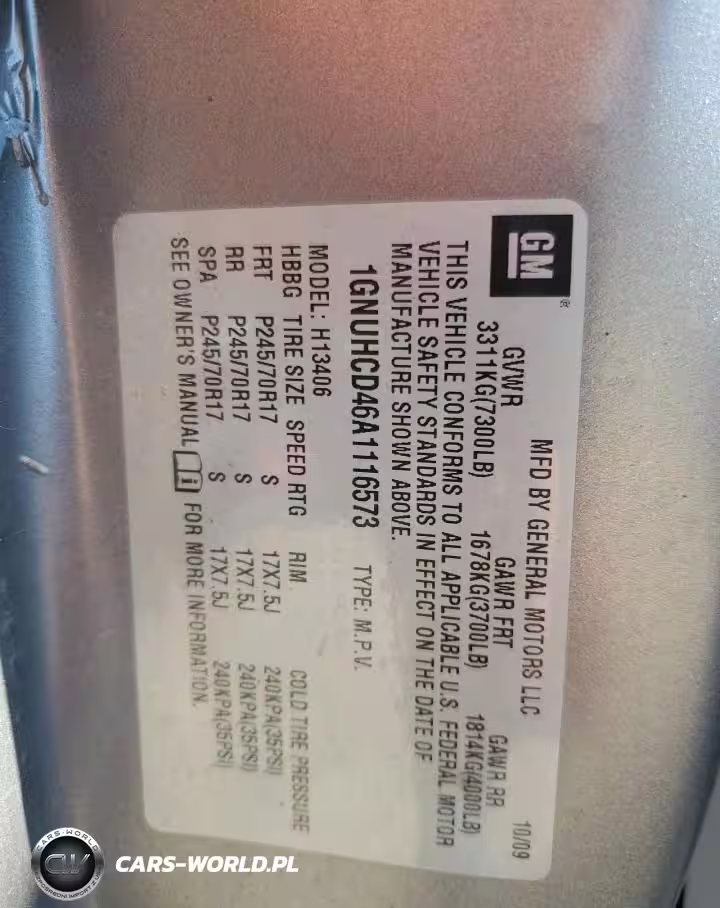 GM®
MFD BY GENERAL MOTORS LLC 10/09
GVWR GAWR FRT GAWR RR
3311KG(7300LB) 1678KG(3700LB) 1814KG(4000LB)
THIS VEHICLE CONFORMS TO ALL APPLICABLE U.S. FEDERAL MOTOR
VEHICLE SAFETY STANDARDS IN EFFECT ON THE DATE OF
MANUFACTURE SHOWN ABOVE.
1GNUHCD46A1116573 TYPE: M.P.V.
MODEL: H13406
HBBG TIRE SIZE SPEED RTG RIM COLD TIRE PRESSURE
FRT P245/70R17 S 17X7.5J 240KPA(35PSI)
RR P245/70R17 S 17X7.5J 240KPA(35PSI)
SPA P245/70R17 S 17X7.5J 240KPA(35PSI)
SEE OWNER'S MANUAL i FOR MORE INFORMATION.
CARS-WORLD
CW
CARS-WORLD.PL